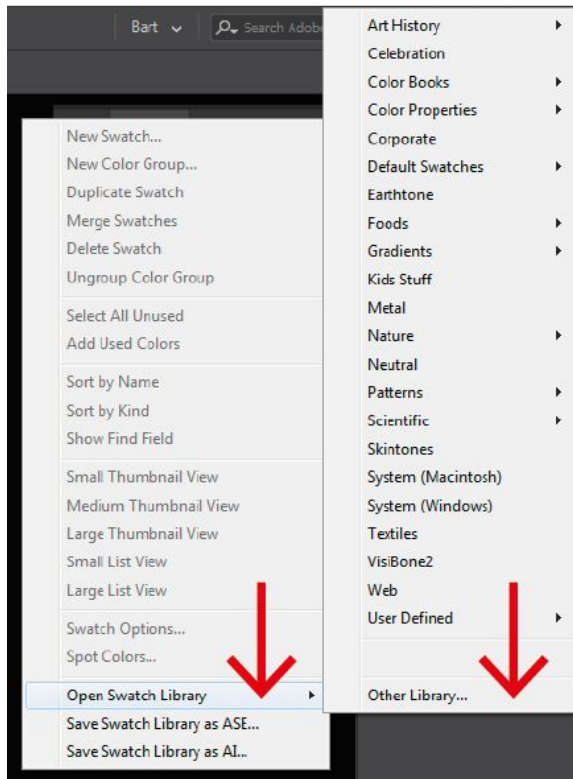 Bart
Search Adob
New Swatch...
New Color Group...
Duplicate Swatch
Merge Swatches
Delete Swatch
Ungroup Color Group
Select All Unused
Add Used Colors
Sort by Name
Sort by Kind
Show Find Field
Small Thumbnail View
Medium Thumbnail View
Large Thumbnail View
Small List View
Large List View
Swatch Options...
Spot Colors...
Open Swatch Library
Save Swatch Library as ASE...
Save Swatch Library as AI...
Art History
Celebration
Color Books
Color Properties
Corporate
Default Swatches
Earthtone
Foods
Gradients
Kids Stuff
Metal
Nature
Neutral
Patterns
Scientific
Skintones
System (Macintosh)
System (Windows)
Textiles
VisiBone2
Web
User Defined
Other Library...